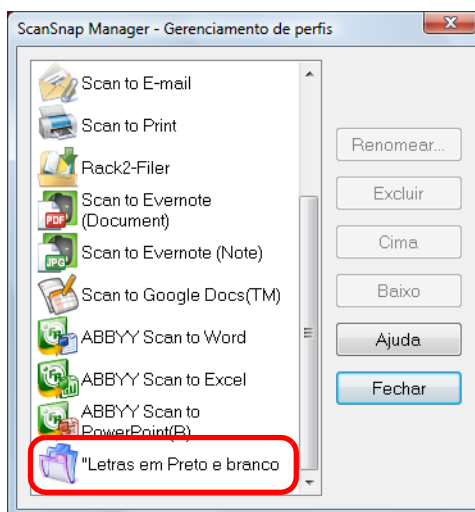 ScanSnap Manager - Gerenciamento de perfis
Scan to E-mail
Scan to Print
Rack2-Filer
Scan to Evernote
(Document)
Scan to Evernote (Note)
Scan to Google Docs(TM)
ABBYY Scan to Word
ABBYY Scan to Excel
ABBYY Scan to
PowerPoint(R)
"Letras em Preto e branco
Renomear...
Excluir
Cima
Baixo
Ajuda
Fechar
PDF
JPG